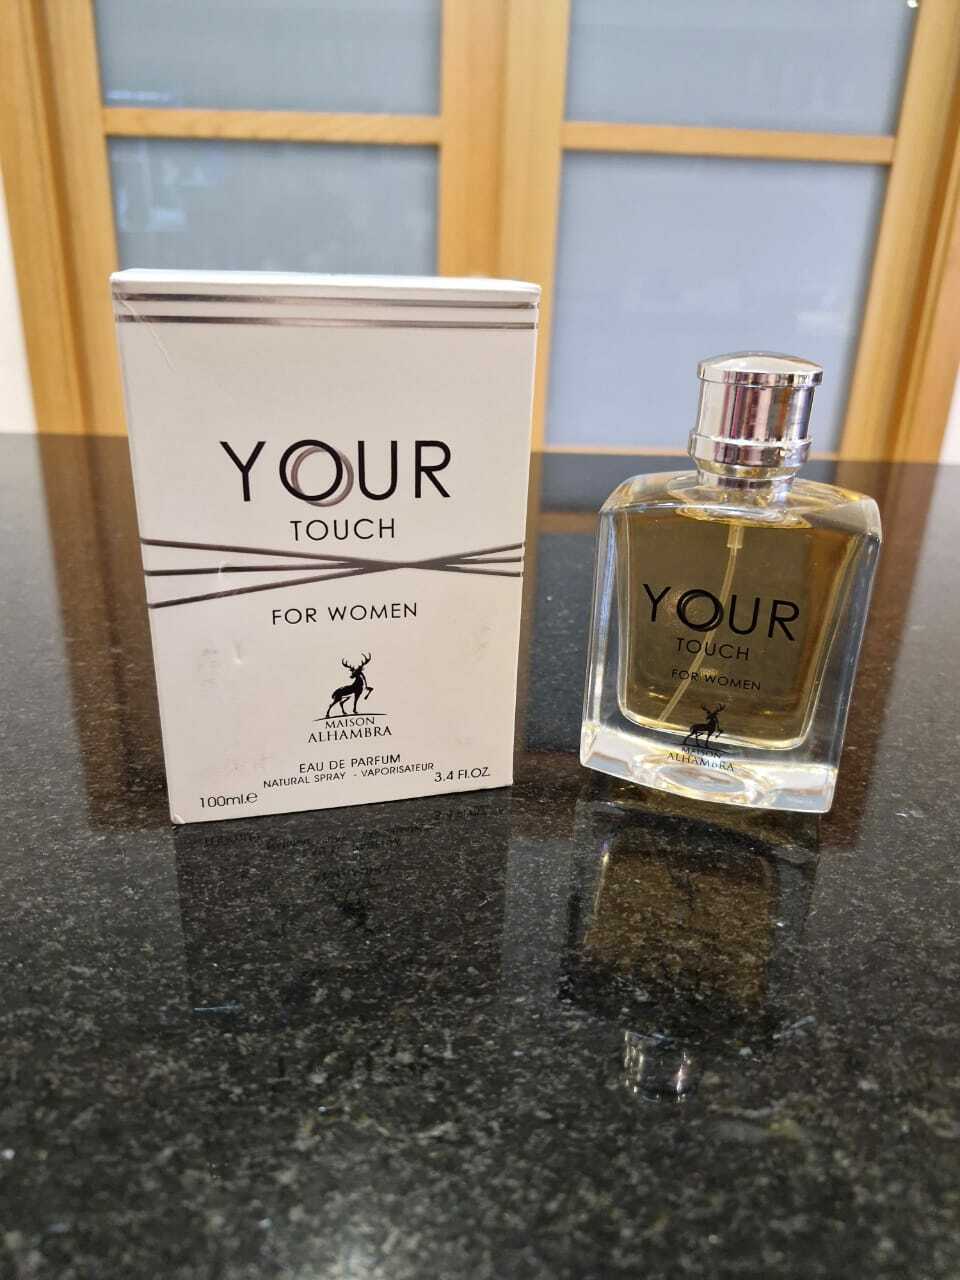 YOUR
TOUCH
FOR WOMEN
MAISON
ALHAMBRA
EAU DE PARFUM
NATURAL SPRAY - VAPORISATEUR
100ml.e 3.4 Fl.OZ.
YOUR
TOUCH
FOR WOMEN
MAISON
ALHAMBRA